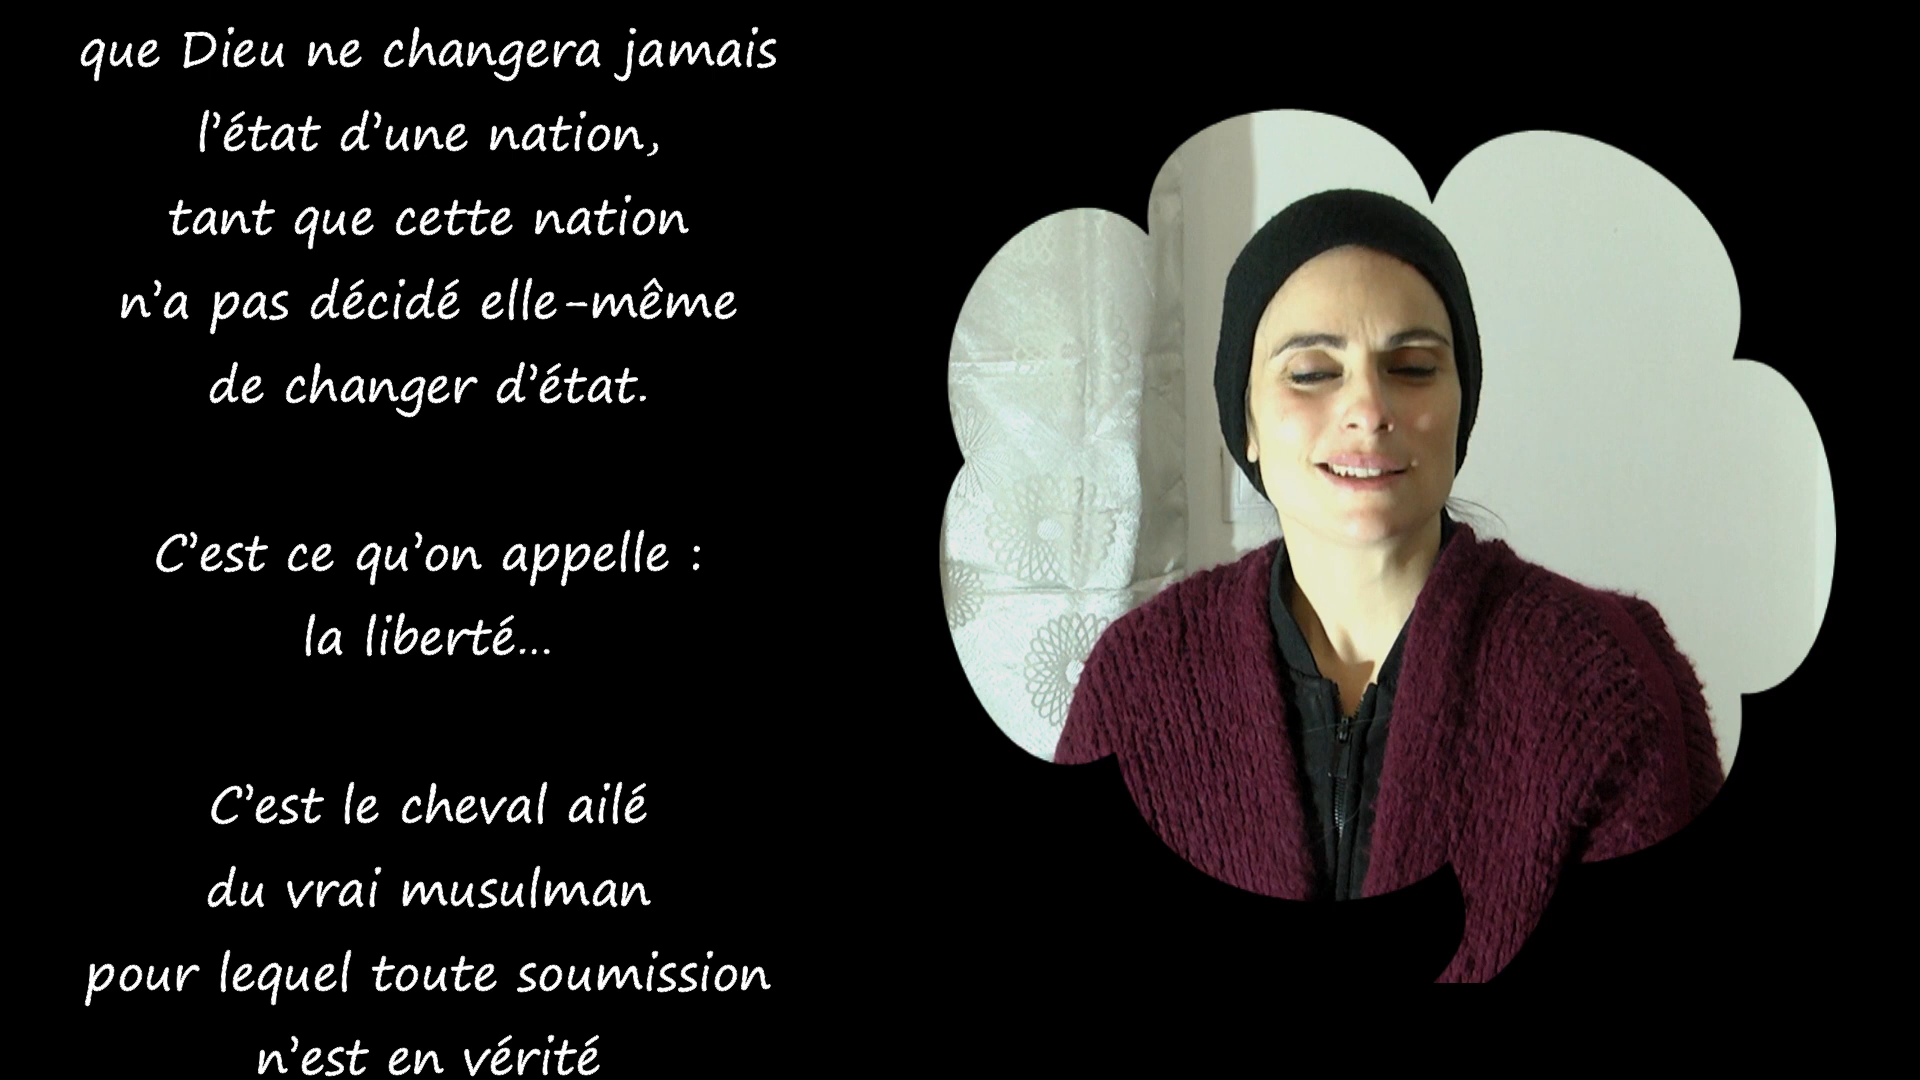 que Dieu ne changera jamais
l’état d’une nation,
tant que cette nation
n’a pas décidé elle-même
de changer d’état.
C’est ce qu’on appelle :
la liberté...
C’est le cheval ailé
du vrai musulman
pour lequel toute soumission
n’est en vérité